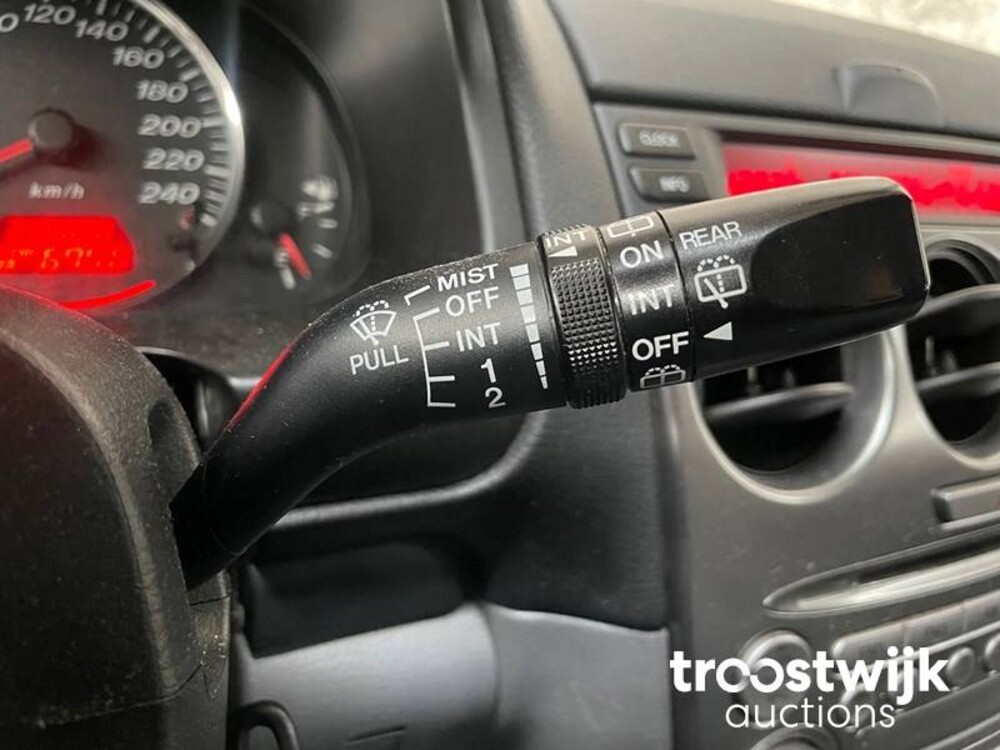 120
140
160
180
200
220
240
km/h
CLOCK
INFO
MIST
OFF
INT
1
2
PULL
INT
ON
INT
OFF
REAR
troostwijk
auctions